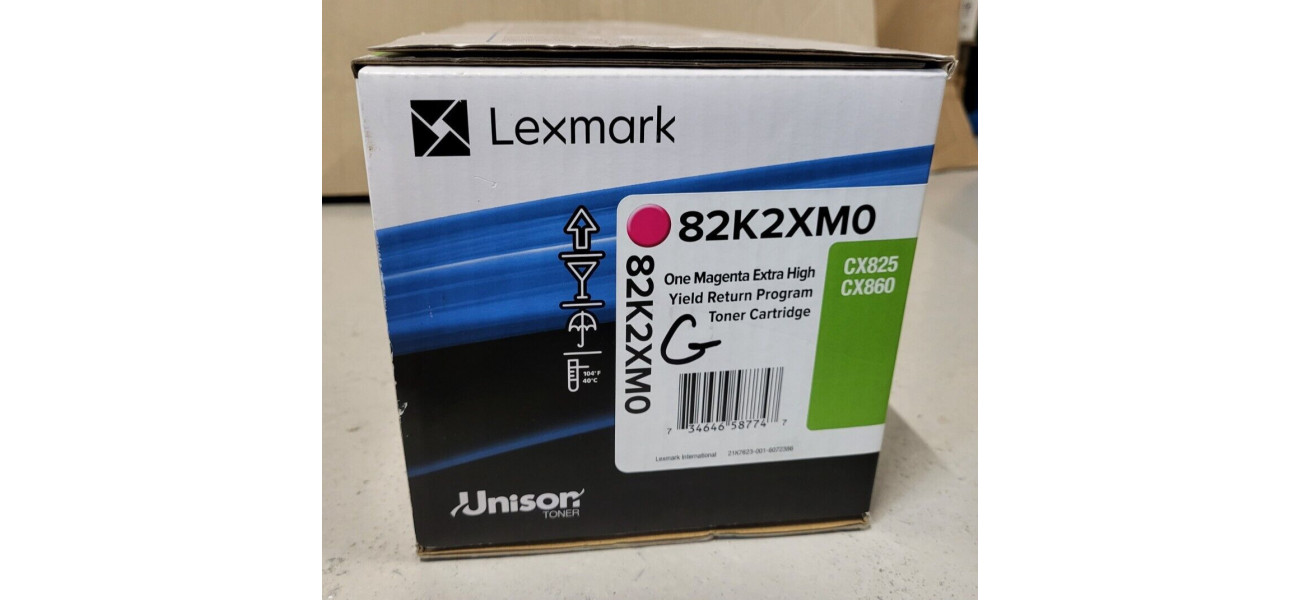 Lexmark
82K2XM0
82K2XM0
One Magenta Extra High
Yield Return Program
Toner Cartridge
CX825
CX860
G
104°F
40°C
7 34646 58774 7
Lexmark International
Unison
TONER